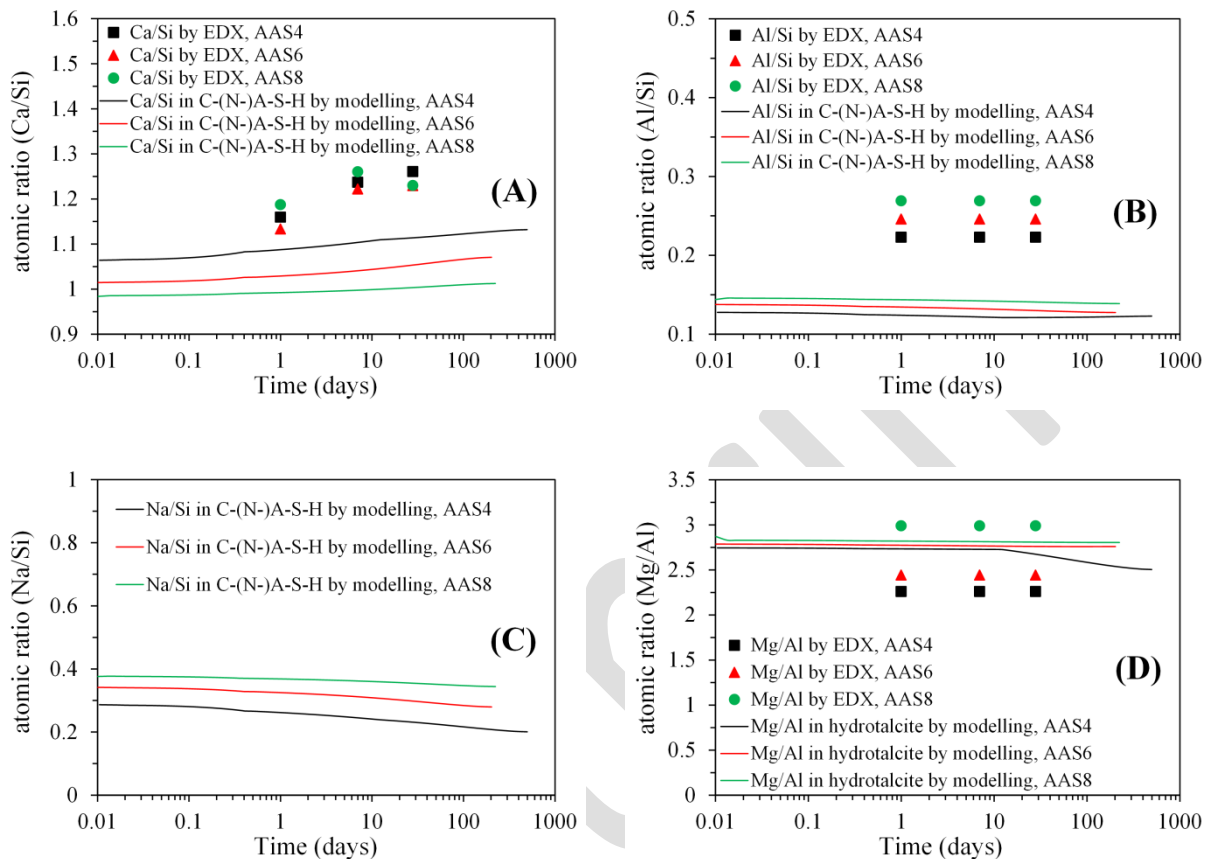 1.6
1.5
1.4
1.3
1.2
1.1
1
0.9
atomic ratio (Ca/Si)
Ca/Si by EDX, AAS4
Ca/Si by EDX, AAS6
Ca/Si by EDX, AAS8
Ca/Si in C-(N-)A-S-H by modelling, AAS4
Ca/Si in C-(N-)A-S-H by modelling, AAS6
Ca/Si in C-(N-)A-S-H by modelling, AAS8
(A)
0.01 0.1 1 10 100 1000
Time (days)
0.5
0.4
0.3
0.2
0.1
atomic ratio (Al/Si)
Al/Si by EDX, AAS4
Al/Si by EDX, AAS6
Al/Si by EDX, AAS8
Al/Si in C-(N-)A-S-H by modelling, AAS4
Al/Si in C-(N-)A-S-H by modelling, AAS6
Al/Si in C-(N-)A-S-H by modelling, AAS8
(B)
0.01 0.1 1 10 100 1000
Time (days)
1
0.8
0.6
0.4
0.2
0
atomic ratio (Na/Si)
Na/Si in C-(N-)A-S-H by modelling, AAS4
Na/Si in C-(N-)A-S-H by modelling, AAS6
Na/Si in C-(N-)A-S-H by modelling, AAS8
(C)
0.01 0.1 1 10 100 1000
Time (days)
3.5
3
2.5
2
1.5
1
0.5
0
atomic ratio (Mg/Al)
Mg/Al by EDX, AAS4
Mg/Al by EDX, AAS6
Mg/Al by EDX, AAS8
Mg/Al in hydrotalcite by modelling, AAS4
Mg/Al in hydrotalcite by modelling, AAS6
Mg/Al in hydrotalcite by modelling, AAS8
(D)
0.01 0.1 1 10 100 1000
Time (days)